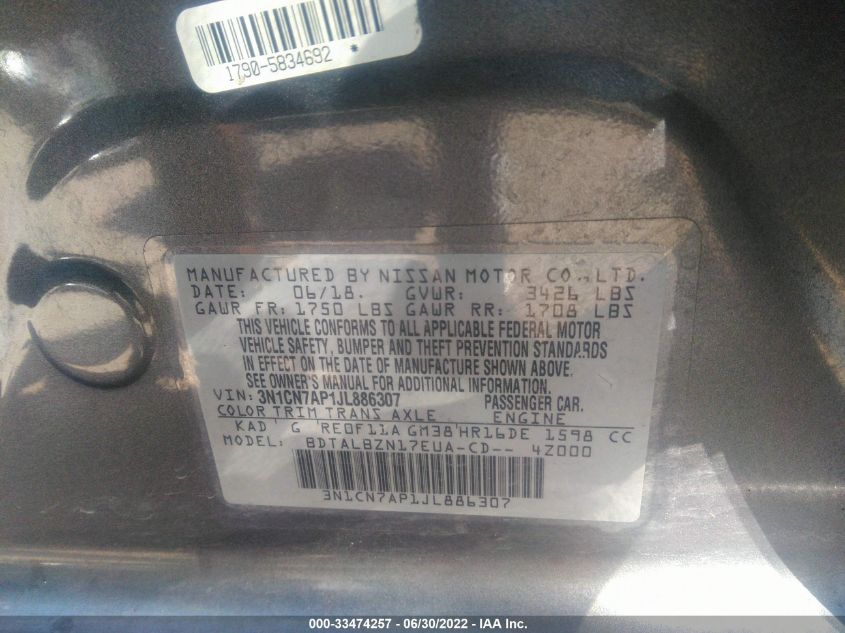 1790-5834692 *
MANUFACTURED BY NISSAN MOTOR CO., LTD.
DATE: 06/18. GVWR: 3426 LBS
GAWR FR: 1750 LBS GAWR RR: 1708 LBS
THIS VEHICLE CONFORMS TO ALL APPLICABLE FEDERAL MOTOR
VEHICLE SAFETY, BUMPER AND THEFT PREVENTION STANDARDS
IN EFFECT ON THE DATE OF MANUFACTURE SHOWN ABOVE.
SEE OWNER'S MANUAL FOR ADDITIONAL INFORMATION.
VIN: 3N1CN7AP1JL886307 PASSENGER CAR.
COLOR TRIM TRANS AXLE ENGINE
KAD G RE0F11A GM38 HR16DE 1598 CC
MODEL: BDTALBZN17EUA-CD-- 4Z000
3N1CN7AP1JL886307
000-33474257 - 06/30/2022 - IAA Inc.